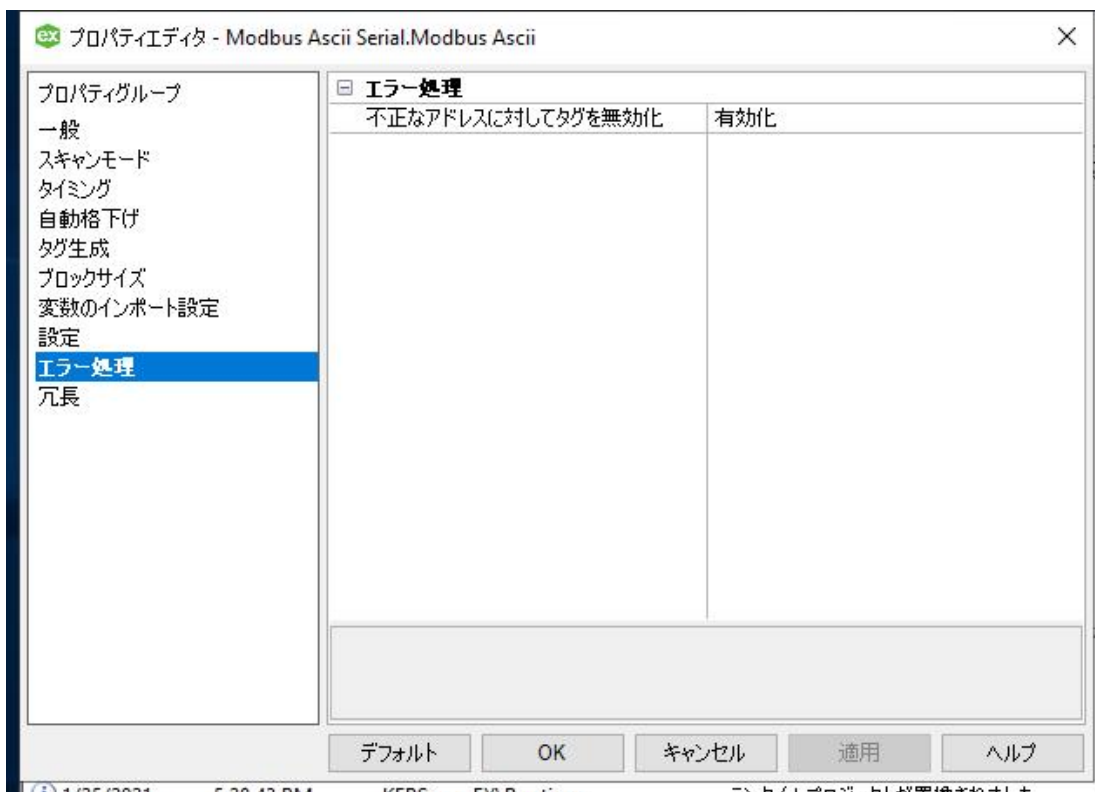 ex プロパティエディタ - Modbus Ascii Serial.Modbus Ascii
プロパティグループ
一般
スキャンモード
タイミング
自動格下げ
タグ生成
ブロックサイズ
変数のインポート設定
設定
エラー処理
冗長
エラー処理
不正なアドレスに対してタグを無効化 有効化
デフォルト OK キャンセル 適用 ヘルプ